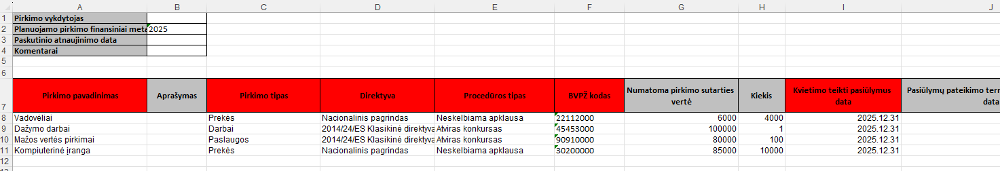 A B C D E F G H I J
1 Pirkimo vykdytojas
2 Planuojamo pirkimo finansiniai meta 2025
3 Paskutinio atnaujinimo data
4 Komentarai
5
6
7 Pirkimo pavadinimas Aprašymas Pirkimo tipas Direktyva Procedūros tipas BVPŽ kodas Numatoma pirkimo sutarties vertė Kiekis Kvietimo teikti pasiūlymus data Pasiūlymų pateikimo term data
8 Vadovėliai Prekės Nacionalinis pagrindas Neskelbiama apklausa 22112000 6000 4000 2025.12.31
9 Dažymo darbai Darbai 2014/24/ES Klasikinė direktyva Atviras konkursas 45453000 100000 1 2025.12.31
10 Mažos vertės pirkimai Paslaugos 2014/24/ES Klasikinė direktyva Atviras konkursas 90910000 80000 100 2025.12.31
11 Kompiuterinė įranga Prekės Nacionalinis pagrindas Neskelbiama apklausa 30200000 85000 10000 2025.12.31
12